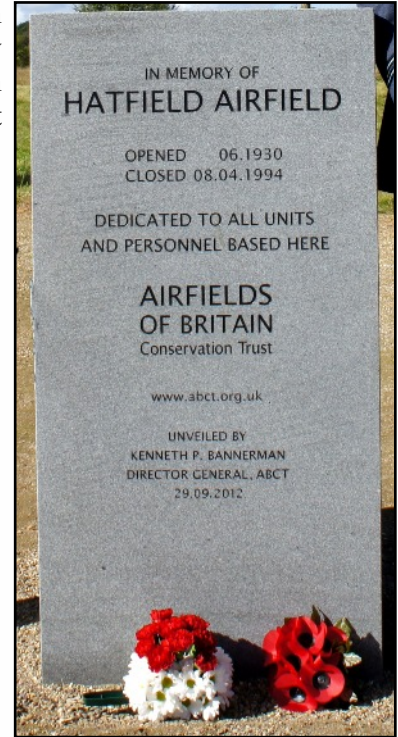 IN MEMORY OF
HATFIELD AIRFIELD
OPENED 06.1930
CLOSED 08.04.1994
DEDICATED TO ALL UNITS
AND PERSONNEL BASED HERE
AIRFIELDS
OF BRITAIN
Conservation Trust
www.abct.org.uk
UNVEILED BY
KENNETH P. BANNERMAN
DIRECTOR GENERAL, ABCT
29.09.2012